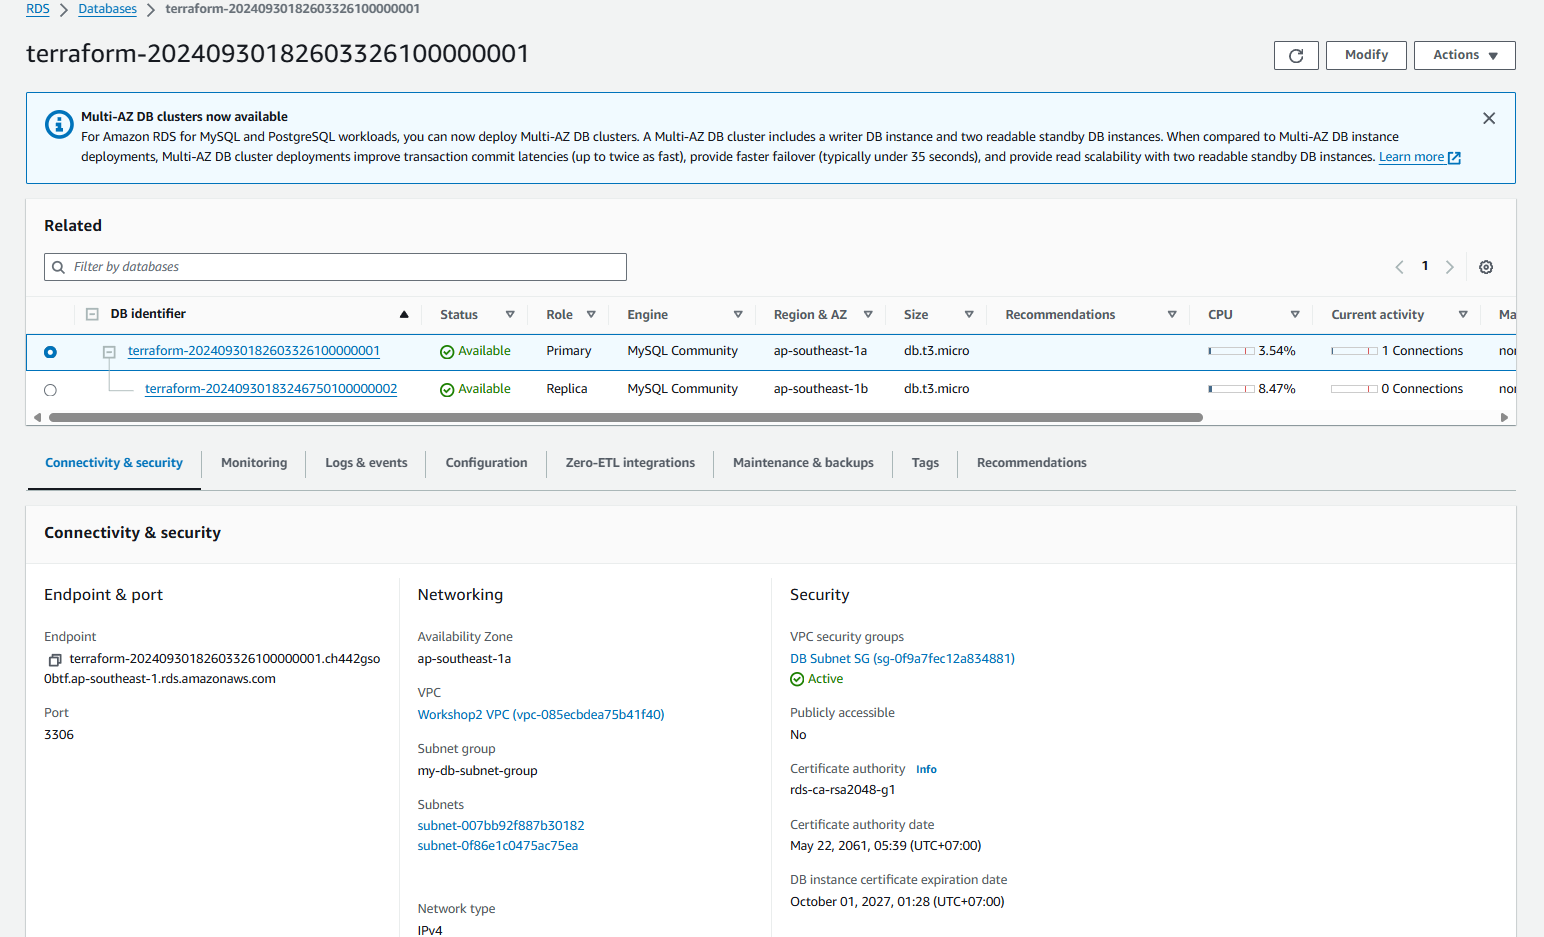 RDS > Databases > terraform-20240930182603326100000001
terraform-20240930182603326100000001
Modify
Actions
Multi-AZ DB clusters now available
For Amazon RDS for MySQL and PostgreSQL workloads, you can now deploy Multi-AZ DB clusters. A Multi-AZ DB cluster includes a writer DB instance and two readable standby DB instances. When compared to Multi-AZ DB instance
deployments, Multi-AZ DB cluster deployments improve transaction commit latencies (up to twice as fast), provide faster failover (typically under 35 seconds), and provide read scalability with two readable standby DB instances. Learn more
Related
Filter by databases
1
DB identifier Status Role Engine Region & AZ Size Recommendations CPU Current activity Ma
terraform-20240930182603326100000001 Available Primary MySQL Community ap-southeast-1a db.t3.micro 3.54% 1 Connections nor
terraform-20240930183246750100000002 Available Replica MySQL Community ap-southeast-1b db.t3.micro 8.47% 0 Connections nor
Connectivity & security Monitoring Logs & events Configuration Zero-ETL integrations Maintenance & backups Tags Recommendations
Connectivity & security
Endpoint & port
Endpoint
terraform-20240930182603326100000001.ch442gso
0btf.ap-southeast-1.rds.amazonaws.com
Port
3306
Networking
Availability Zone
ap-southeast-1a
VPC
Workshop2 VPC (vpc-085ecbdea75b41f40)
Subnet group
my-db-subnet-group
Subnets
subnet-007bb92f887b30182
subnet-0f86e1c0475ac75ea
Network type
IPv4
Security
VPC security groups
DB Subnet SG (sg-0f9a7fec12a834881)
Active
Publicly accessible
No
Certificate authority Info
rds-ca-rsa2048-g1
Certificate authority date
May 22, 2061, 05:39 (UTC+07:00)
DB instance certificate expiration date
October 01, 2027, 01:28 (UTC+07:00)